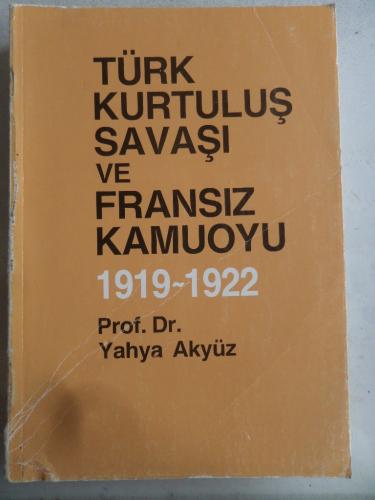 TÜRK
KURTULUŞ
SAVAŞI
VE
FRANSIZ
KAMUOYU
1919~1922
Prof. Dr.
Yahya Akyüz